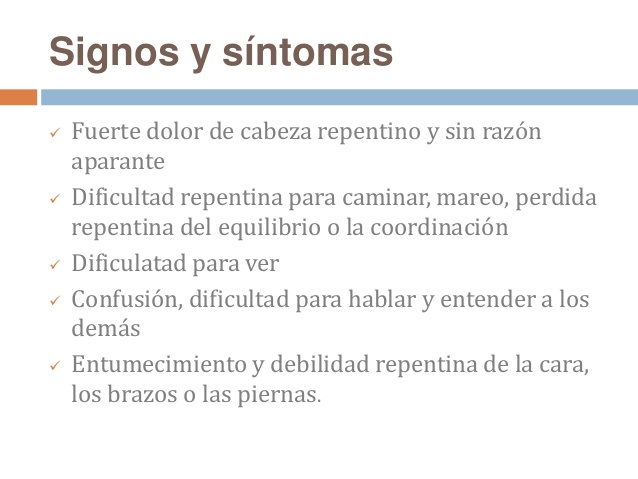 Signos y síntomas
Fuerte dolor de cabeza repentino y sin razón
aparante
Dificultad repentina para caminar, mareo, perdida
repentina del equilibrio o la coordinación
Dificulatad para ver
Confusión, dificultad para hablar y entender a los
demás
Entumecimiento y debilidad repentina de la cara,
los brazos o las piernas.